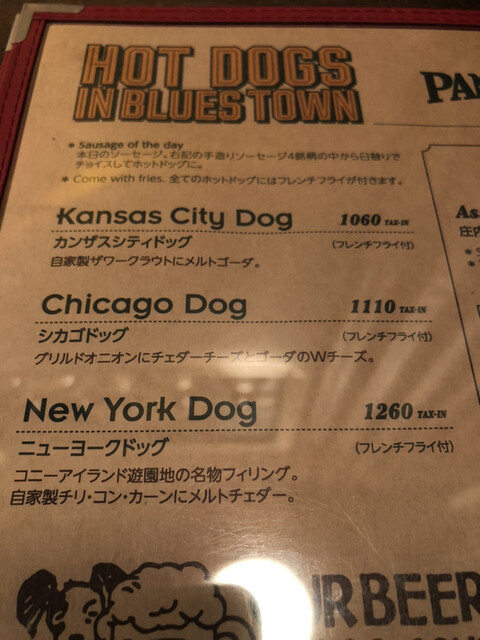 HOT DOGS
IN BLUES TOWN
* Sausage of the day
本日のソーセージ。右記の手造りソーセージ4銘柄の中から日替りで
チョイスしてホットドッグに。
* Come with fries. 全てのホットドッグにはフレンチフライが付きます。
Kansas City Dog 1060 TAX-IN
カンザスシティドッグ (フレンチフライ付)
自家製ザワークラウトにメルトゴーダ。
Chicago Dog 1110 TAX-IN
シカゴドッグ (フレンチフライ付)
グリルドオニオンにチェダーチーズとゴーダのWチーズ。
New York Dog 1260 TAX-IN
ニューヨークドッグ (フレンチフライ付)
コニーアイランド遊園地の名物フィリング。
自家製チリ・コン・カーンにメルトチェダー。
PAN
As
庄内
BEER